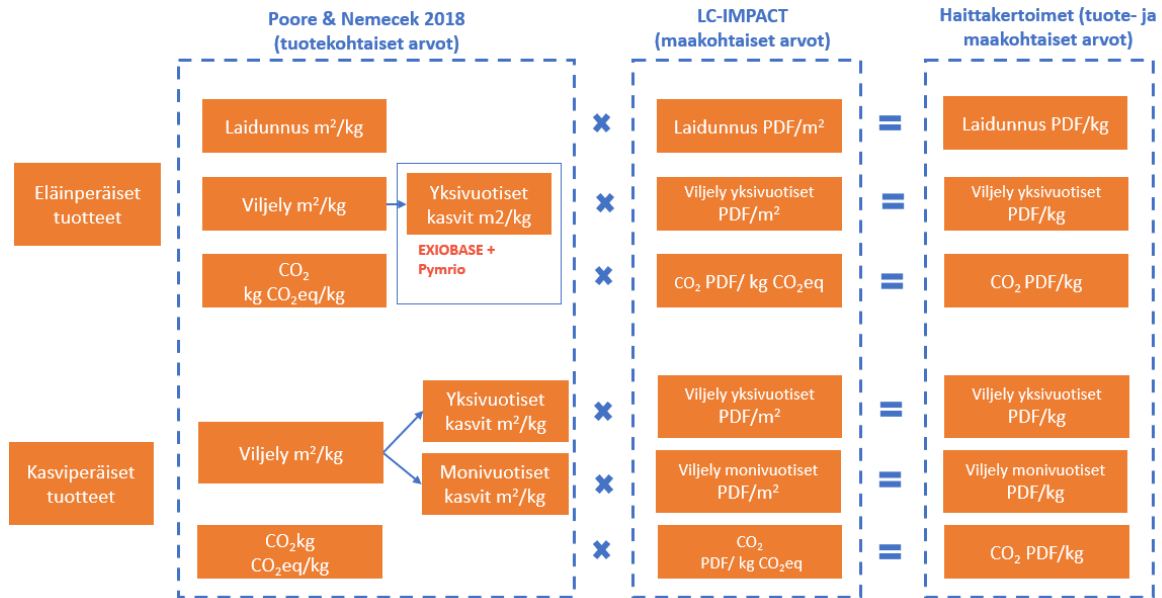 Poore & Nemecek 2018
(tuotekohtaiset arvot)
LC-IMPACT
(maakohtaiset arvot)
Haittakertoimet (tuote- ja
maakohtaiset arvot)
Eläinperäiset
tuotteet
Laidunnus m²/kg
Laidunnus PDF/m²
Laidunnus PDF/kg
Viljely m²/kg
Yksivuotiset
kasvit m2/kg
EXIOBASE +
Pymrio
Viljely yksivuotiset
PDF/m²
Viljely yksivuotiset
PDF/kg
CO₂
kg CO₂eq/kg
CO₂ PDF/ kg CO₂eq
CO₂ PDF/kg
Kasviperäiset
tuotteet
Viljely m²/kg
Yksivuotiset
kasvit m²/kg
Viljely yksivuotiset
PDF/m²
Viljely yksivuotiset
PDF/kg
Monivuotiset
kasvit m²/kg
Viljely monivuotiset
PDF/m²
Viljely monivuotiset
PDF/kg
CO₂kg
CO₂eq/kg
CO₂
PDF/ kg CO₂eq
CO₂ PDF/kg